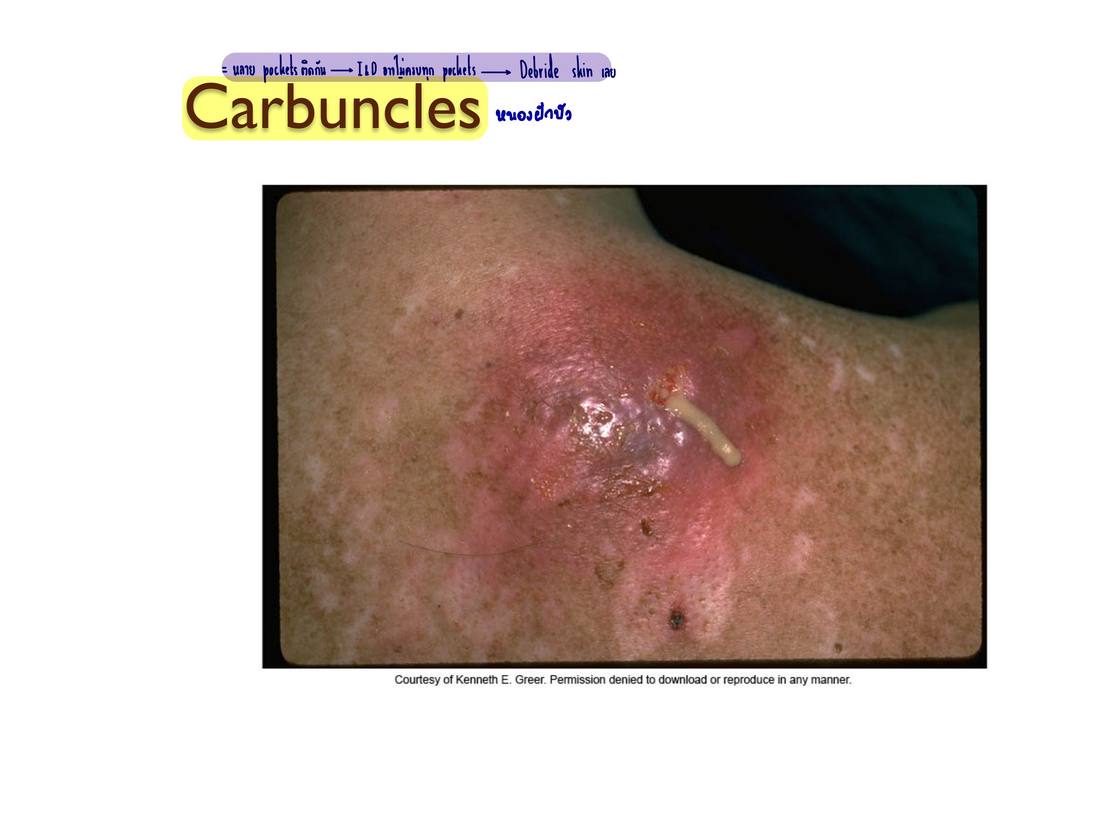 = หลาย pockets ติดกัน → I&D อาจไม่ครบทุก pockets → Debride skin เลย
Carbuncles หนองฝักบัว
Courtesy of Kenneth E. Greer. Permission denied to download or reproduce in any manner.